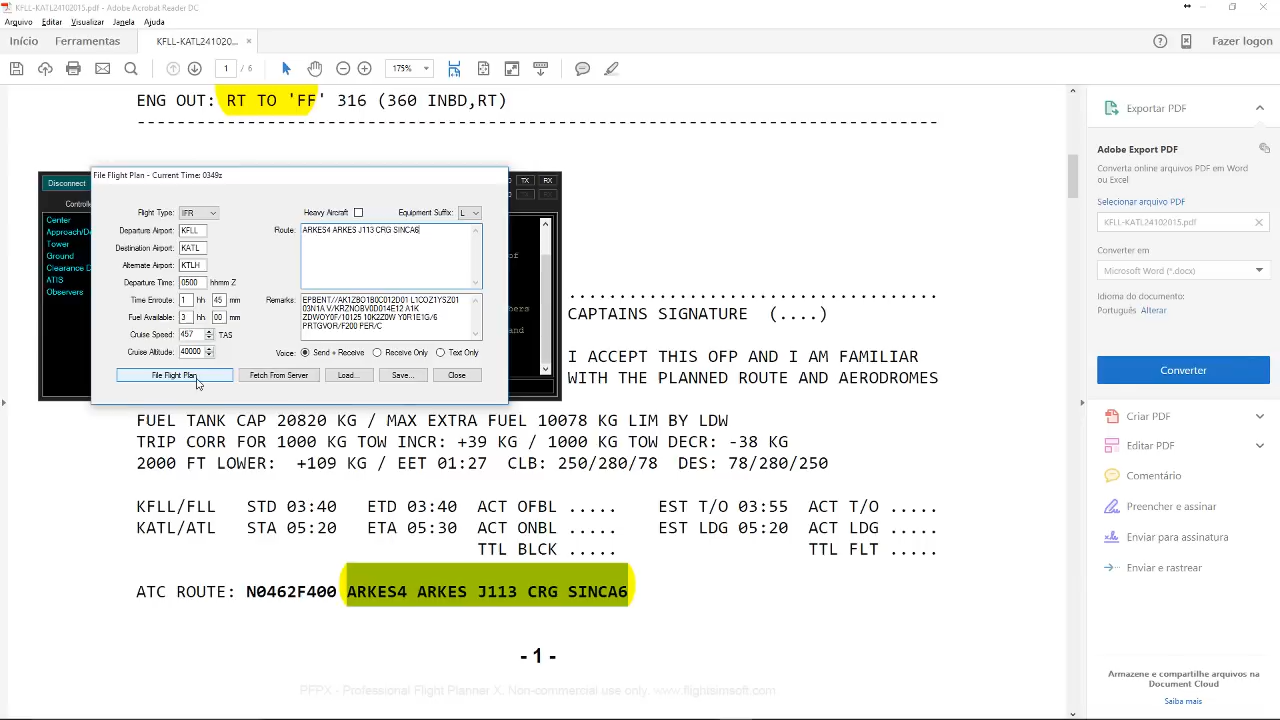 KFLL-KATL24102015.pdf - Adobe Acrobat Reader DC
Arquivo Editar Visualizar Janela Ajuda
Início Ferramentas KFLL-KATL241020... × Fazer logon
1 / 6 175%
ENG OUT: RT TO 'FF' 316 (360 INBD,RT)
File Flight Plan - Current Time: 0349z
Flight Type: IFR Heavy Aircraft Equipment Suffix: L
Departure Airport: KFLL Route: ARKES4 ARKES J113 CRG SINCA6
Destination Airport: KATL
Alternate Airport: KTLH
Departure Time: 0500 hhmm Z
Time Enroute: 1 hh 45 mm Remarks:
Fuel Available: 3 hh 00 mm
PRTGVOR/F200 PER/C
Cruise Speed: 457 TAS
Cruise Altitude: 40000 Voice: Send + Receive Receive Only Text Only
File Flight Plan Fetch From Server Load... Save... Close
Disconnect
TX RX
Center
Approach/De
Tower
Ground
Clearance D
ATIS
Observers
of
and
.....................................
CAPTAINS SIGNATURE (....)
I ACCEPT THIS OFP AND I AM FAMILIAR
WITH THE PLANNED ROUTE AND AERODROMES
FUEL TANK CAP 20820 KG / MAX EXTRA FUEL 10078 KG LIM BY LDW
TRIP CORR FOR 1000 KG TOW INCR: +39 KG / 1000 KG TOW DECR: -38 KG
2000 FT LOWER: +109 KG / EET 01:27 CLB: 250/280/78 DES: 78/280/250
KFLL/FLL STD 03:40 ETD 03:40 ACT OFBL ..... EST T/O 03:55 ACT T/O .....
KATL/ATL STA 05:20 ETA 05:30 ACT ONBL ..... EST LDG 05:20 ACT LDG .....
TTL BLCK ..... TTL FLT .....
ATC ROUTE: N0462F400 ARKES4 ARKES J113 CRG SINCA6
- 1 -
PFPX - Professional Flight Planner X. Non-commercial use only. www.flightsimsoft.com
Exportar PDF
Adobe Export PDF
Converta online arquivos PDF em Word
ou Excel
Selecionar arquivo PDF
KFLL-KATL24102015.pdf ×
Converter em
Microsoft Word (*.docx)
Idioma do documento:
Português Alterar
Converter
Criar PDF
Editar PDF
Comentário
Preencher e assinar
Enviar para assinatura
Enviar e rastrear
Armazene e compartilhe arquivos na
Document Cloud
Saiba mais